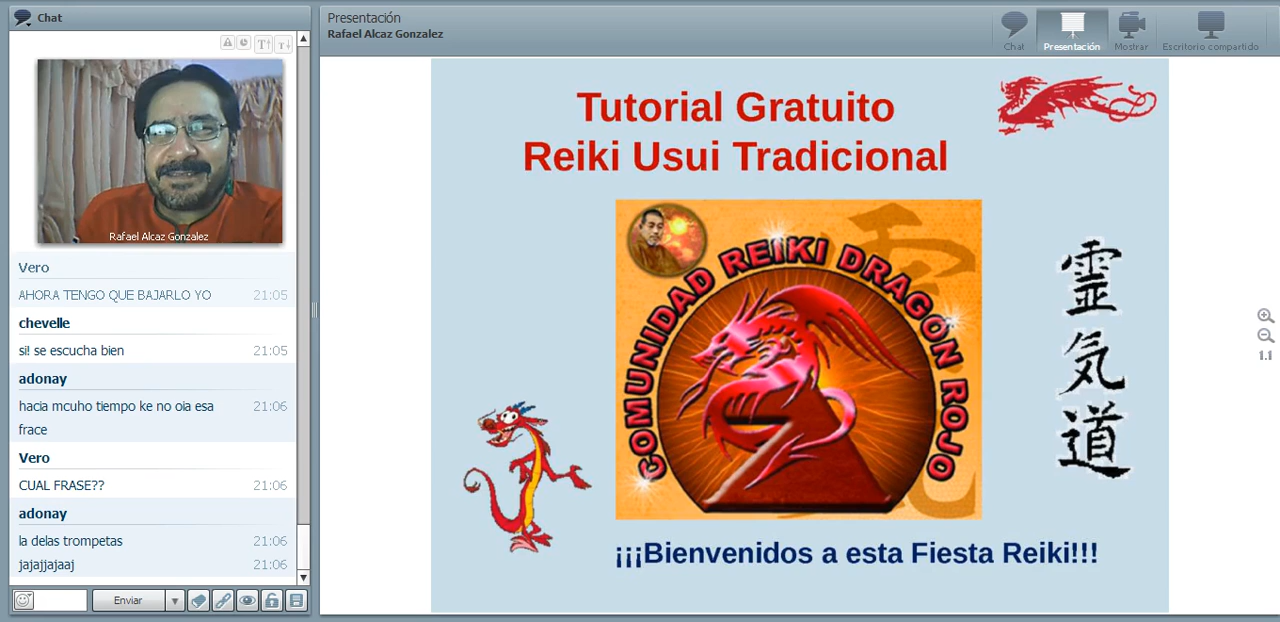 Chat
Rafael Alcaz Gonzalez
Vero
AHORA TENGO QUE BAJARLO YO 21:05
chevelle
si! se escucha bien 21:05
adonay
hacia mcuho tiempo ke no oia esa 21:06
frace
Vero
CUAL FRASE?? 21:06
adonay
la delas trompetas 21:06
jajajjajaaj 21:06
Enviar
Presentación
Rafael Alcaz Gonzalez
Chat
Presentación
Mostrar
Escritorio compartido
Tutorial Gratuito
Reiki Usui Tradicional
COMUNIDAD REIKI DRAGÓN ROJO
靈
気
道
¡¡¡Bienvenidos a esta Fiesta Reiki!!!
1.1